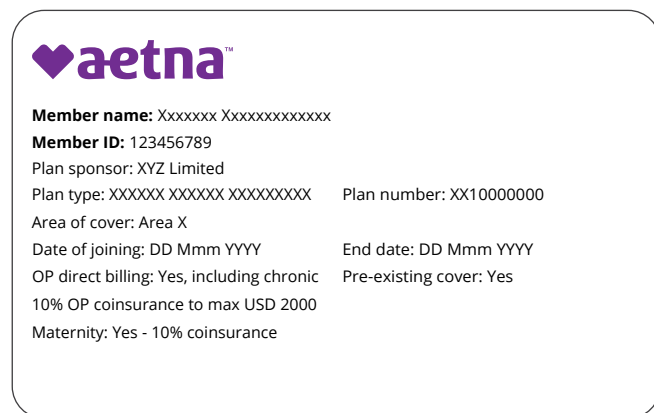 aetna™
Member name: Xxxxxxx Xxxxxxxxxxxxx
Member ID: 123456789
Plan sponsor: XYZ Limited
Plan type: XXXXXX XXXXXX XXXXXXXXX Plan number: XX10000000
Area of cover: Area X
Date of joining: DD Mmm YYYY End date: DD Mmm YYYY
OP direct billing: Yes, including chronic Pre-existing cover: Yes
10% OP coinsurance to max USD 2000
Maternity: Yes - 10% coinsurance